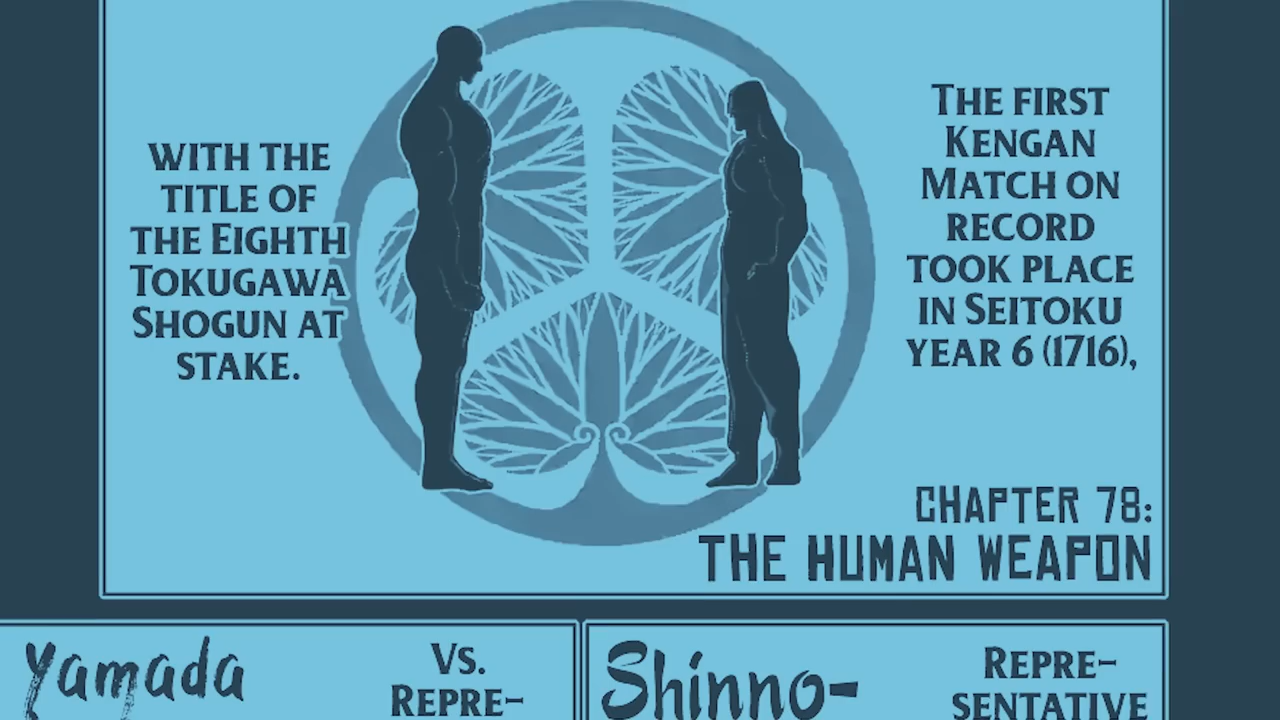 THE FIRST
KENGAN
MATCH ON
RECORD
TOOK PLACE
IN SEITOKU
YEAR 6 (1716),
WITH THE
TITLE OF
THE EIGHTH
TOKUGAWA
SHOGUN AT
STAKE.
CHAPTER 78:
THE HUMAN WEAPON
REPRE-
SENTATIVE
Shinno-
VS.
REPRE-
Yamada